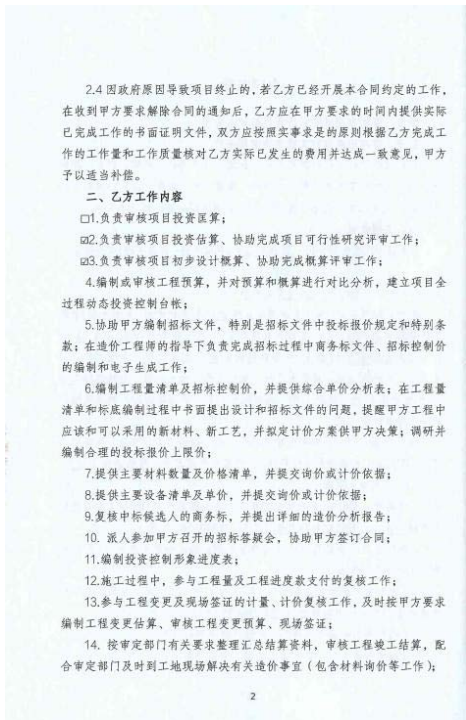 2.4 因政府原因导致项目终止的，若乙方已经开展本合同约定的工作，
在收到甲方要求解除合同的通知后，乙方应在甲方要求的时间内提供实际
已完成工作的书面证明文件，双方应按照实事求是的原则根据乙方完成工
作的工作量和工作质量核对乙方实际已发生的费用并达成一致意见，甲方
予以适当补偿。
二、乙方工作内容
□1.负责审核项目投资匡算；
☑2.负责审核项目投资估算、协助完成项目可行性研究评审工作；
☑3.负责审核项目初步设计概算、协助完成概算评审工作；
4.编制或审核工程预算，并对预算和概算进行对比分析，建立项目全
过程动态投资控制台帐；
5.协助甲方编制招标文件，特别是招标文件中投标报价规定和特别条
款；在造价工程师的指导下负责完成招标过程中商务标文件、招标控制价
的编制和电子生成工作；
6.编制工程量清单及招标控制价，并提供综合单价分析表；在工程量
清单和标底编制过程中书面提出设计和招标文件的问题，提醒甲方工程中
应该和可以采用的新材料、新工艺，并拟定计价方案供甲方决策；调研并
编制合理的投标报价上限价；
7.提供主要材料数量及价格清单，并提交询价或计价依据；
8.提供主要设备清单及单价，并提交询价或计价依据；
9.复核中标候选人的商务标，并提出详细的造价分析报告；
10. 派人参加甲方召开的招标答疑会，协助甲方签订合同；
11.编制投资控制形象进度表；
12.施工过程中，参与工程量及工程进度款支付的复核工作；
13.参与工程变更及现场签证的计量、计价复核工作，及时按甲方要求
编制工程变更估算、审核工程变更预算、现场签证；
14. 按审定部门有关要求整理汇总结算资料，审核工程竣工结算，配
合审定部门及时到工地现场解决有关造价事宜（包含材料询价等工作）；
2